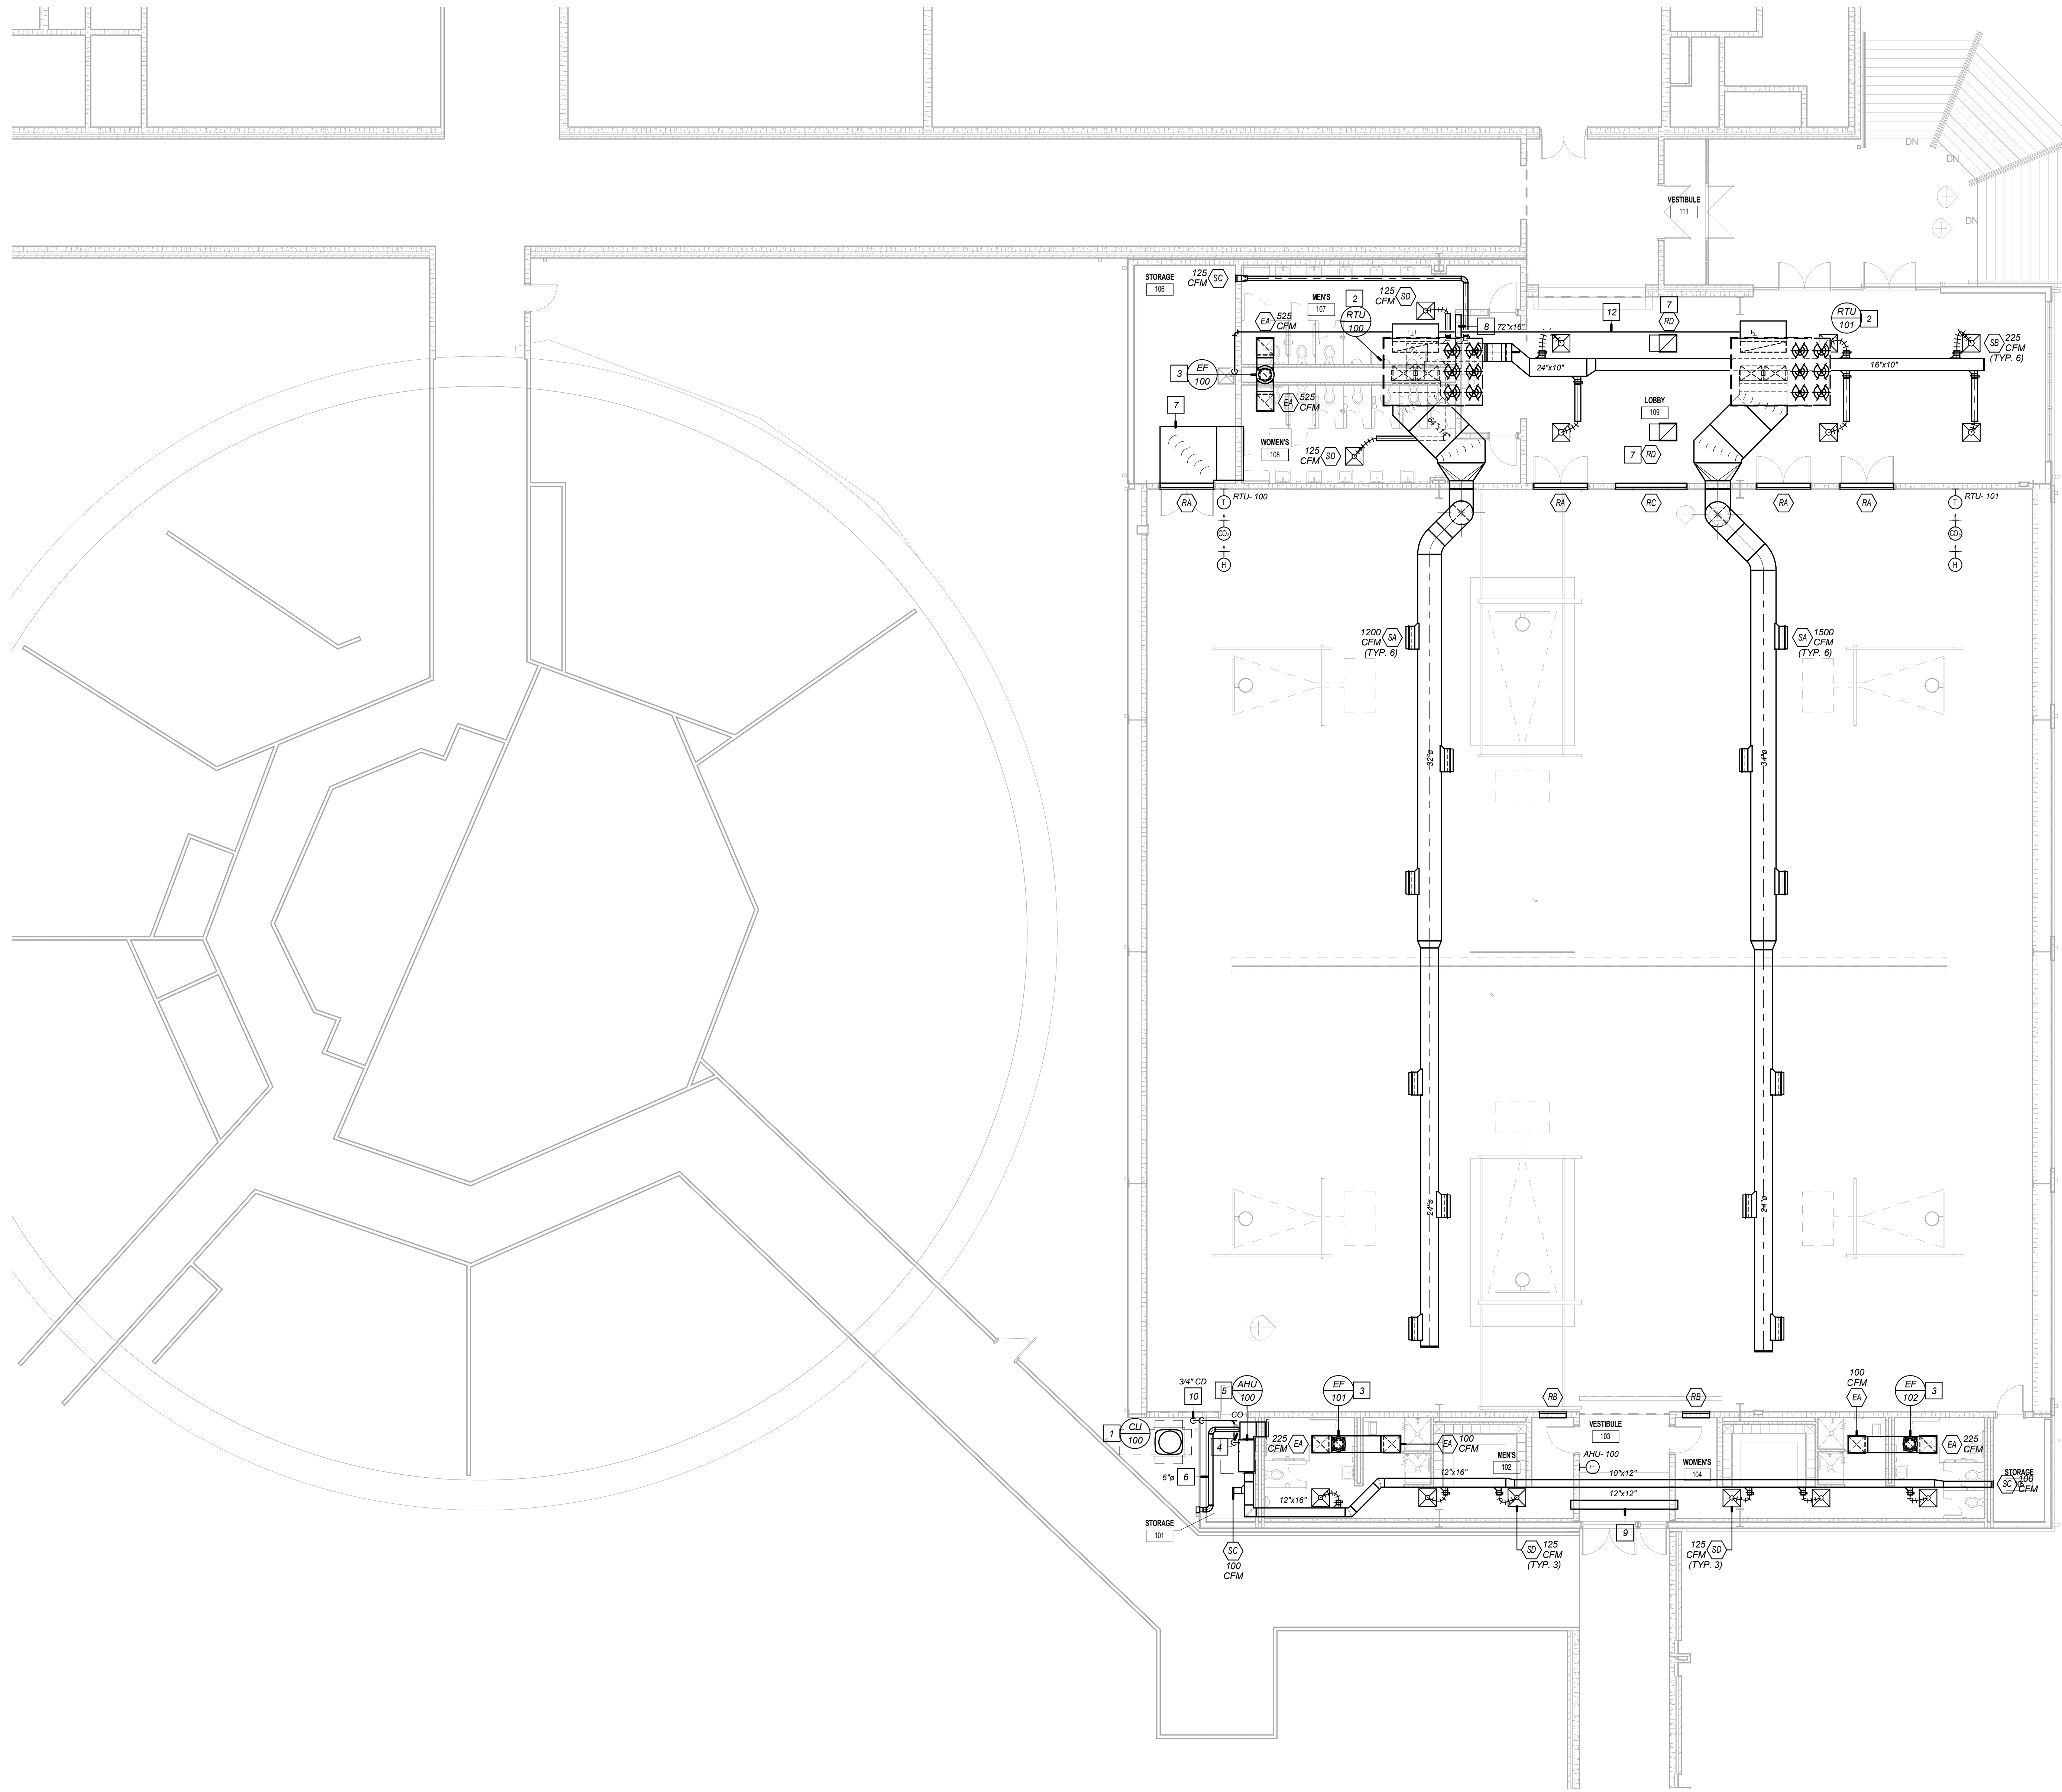 DN
DN
DN
VESTIBULE
111
STORAGE
106
125
CFM
SC
MEN'S
107
2
RTU
100
125
CFM
SD
8
72"x16"
12
7
RD
RTU
101
2
SB
225
CFM
(TYP. 6)
EA
525
CFM
3
EF
100
EA
525
CFM
24"x10"
16"x10"
7
LOBBY
109
WOMEN'S
108
125
CFM
SD
7
RD
RA
T
RTU- 100
RA
RC
RA
RA
T
RTU- 101
CO₂
CO₂
H
H
1200
CFM
(TYP. 6)
SA
SA
1500
CFM
(TYP. 6)
32"ø
34"ø
24"ø
24"ø
3/4" CD
10
5
AHU
100
EF
101
3
RB
RB
100
CFM
EA
EF
102
3
1
CU
100
CO
4
225
CFM
EA
EA
100
CFM
VESTIBULE
103
EA
225
CFM
MEN'S
102
AHU- 100
T
WOMEN'S
104
6"ø
6
12"x16"
10"x12"
STORAGE
SC
100
CFM
12"x16"
12"x12"
STORAGE
101
9
SC
100
CFM
SD
125
CFM
(TYP. 3)
125
CFM
(TYP. 3)
SD